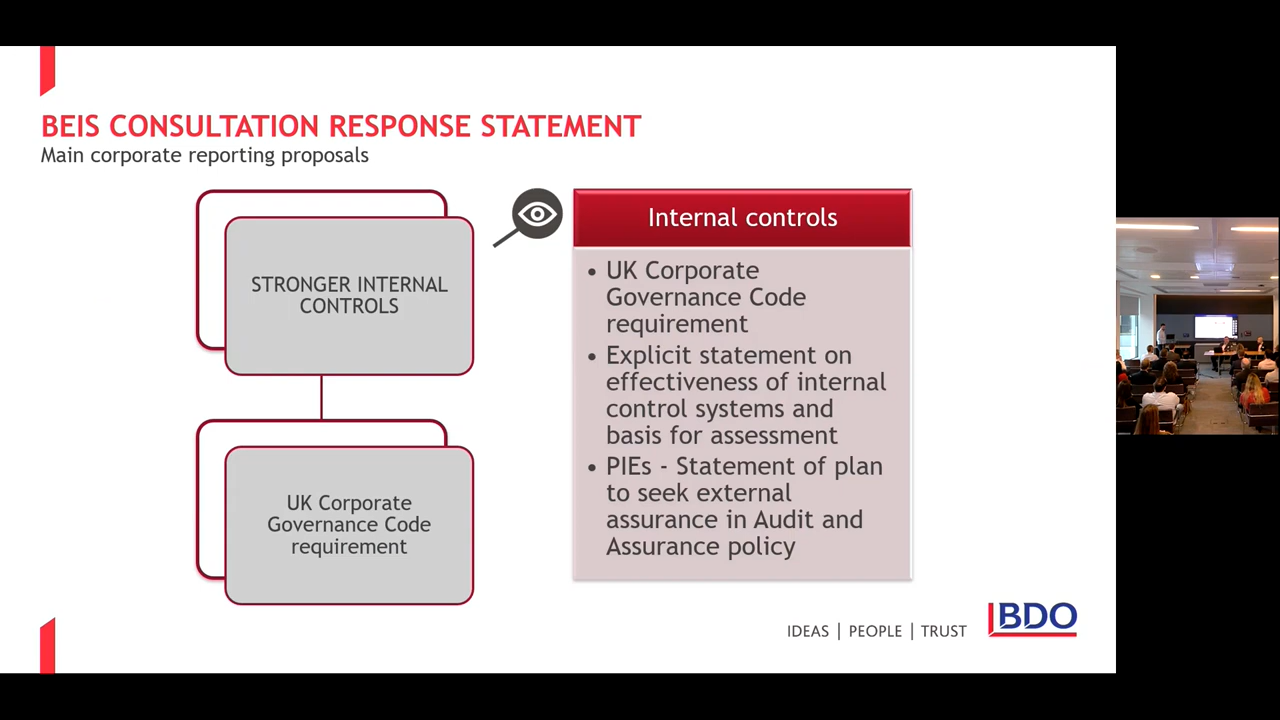 BEIS CONSULTATION RESPONSE STATEMENT
Main corporate reporting proposals
STRONGER INTERNAL
CONTROLS
UK Corporate
Governance Code
requirement
Internal controls
• UK Corporate
Governance Code
requirement
• Explicit statement on
effectiveness of internal
control systems and
basis for assessment
• PIEs - Statement of plan
to seek external
assurance in Audit and
Assurance policy
IDEAS | PEOPLE | TRUST
BDO